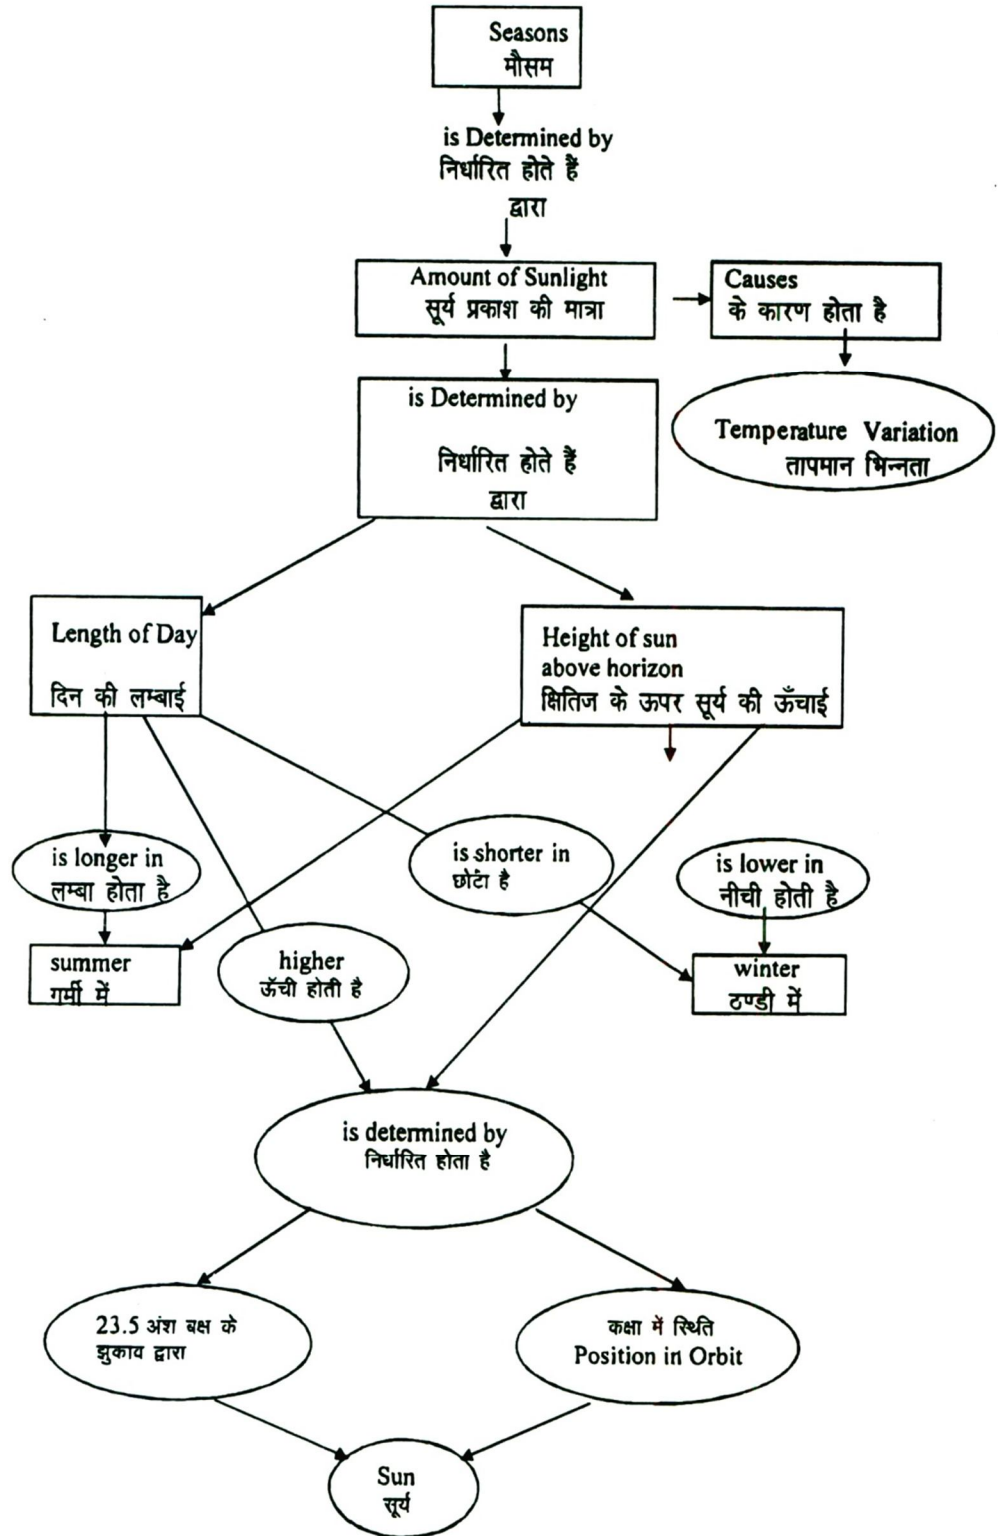 Seasons
मौसम
is Determined by
निर्धारित होते हैं
द्वारा
Amount of Sunlight
सूर्य प्रकाश की मात्रा
Causes
के कारण होता है
is Determined by
निर्धारित होते हैं
द्वारा
Temperature Variation
तापमान भिन्नता
Length of Day
दिन की लम्बाई
Height of sun
above horizon
क्षितिज के ऊपर सूर्य की ऊँचाई
is longer in
लम्बा होता है
is shorter in
छोटा है
is lower in
नीची होती है
summer
गर्मी में
higher
ऊँची होती है
winter
ठण्डी में
is determined by
निर्धारित होता है
23.5 अंश बक्ष के
झुकाव द्वारा
कक्षा में स्थिति
Position in Orbit
Sun
सूर्य